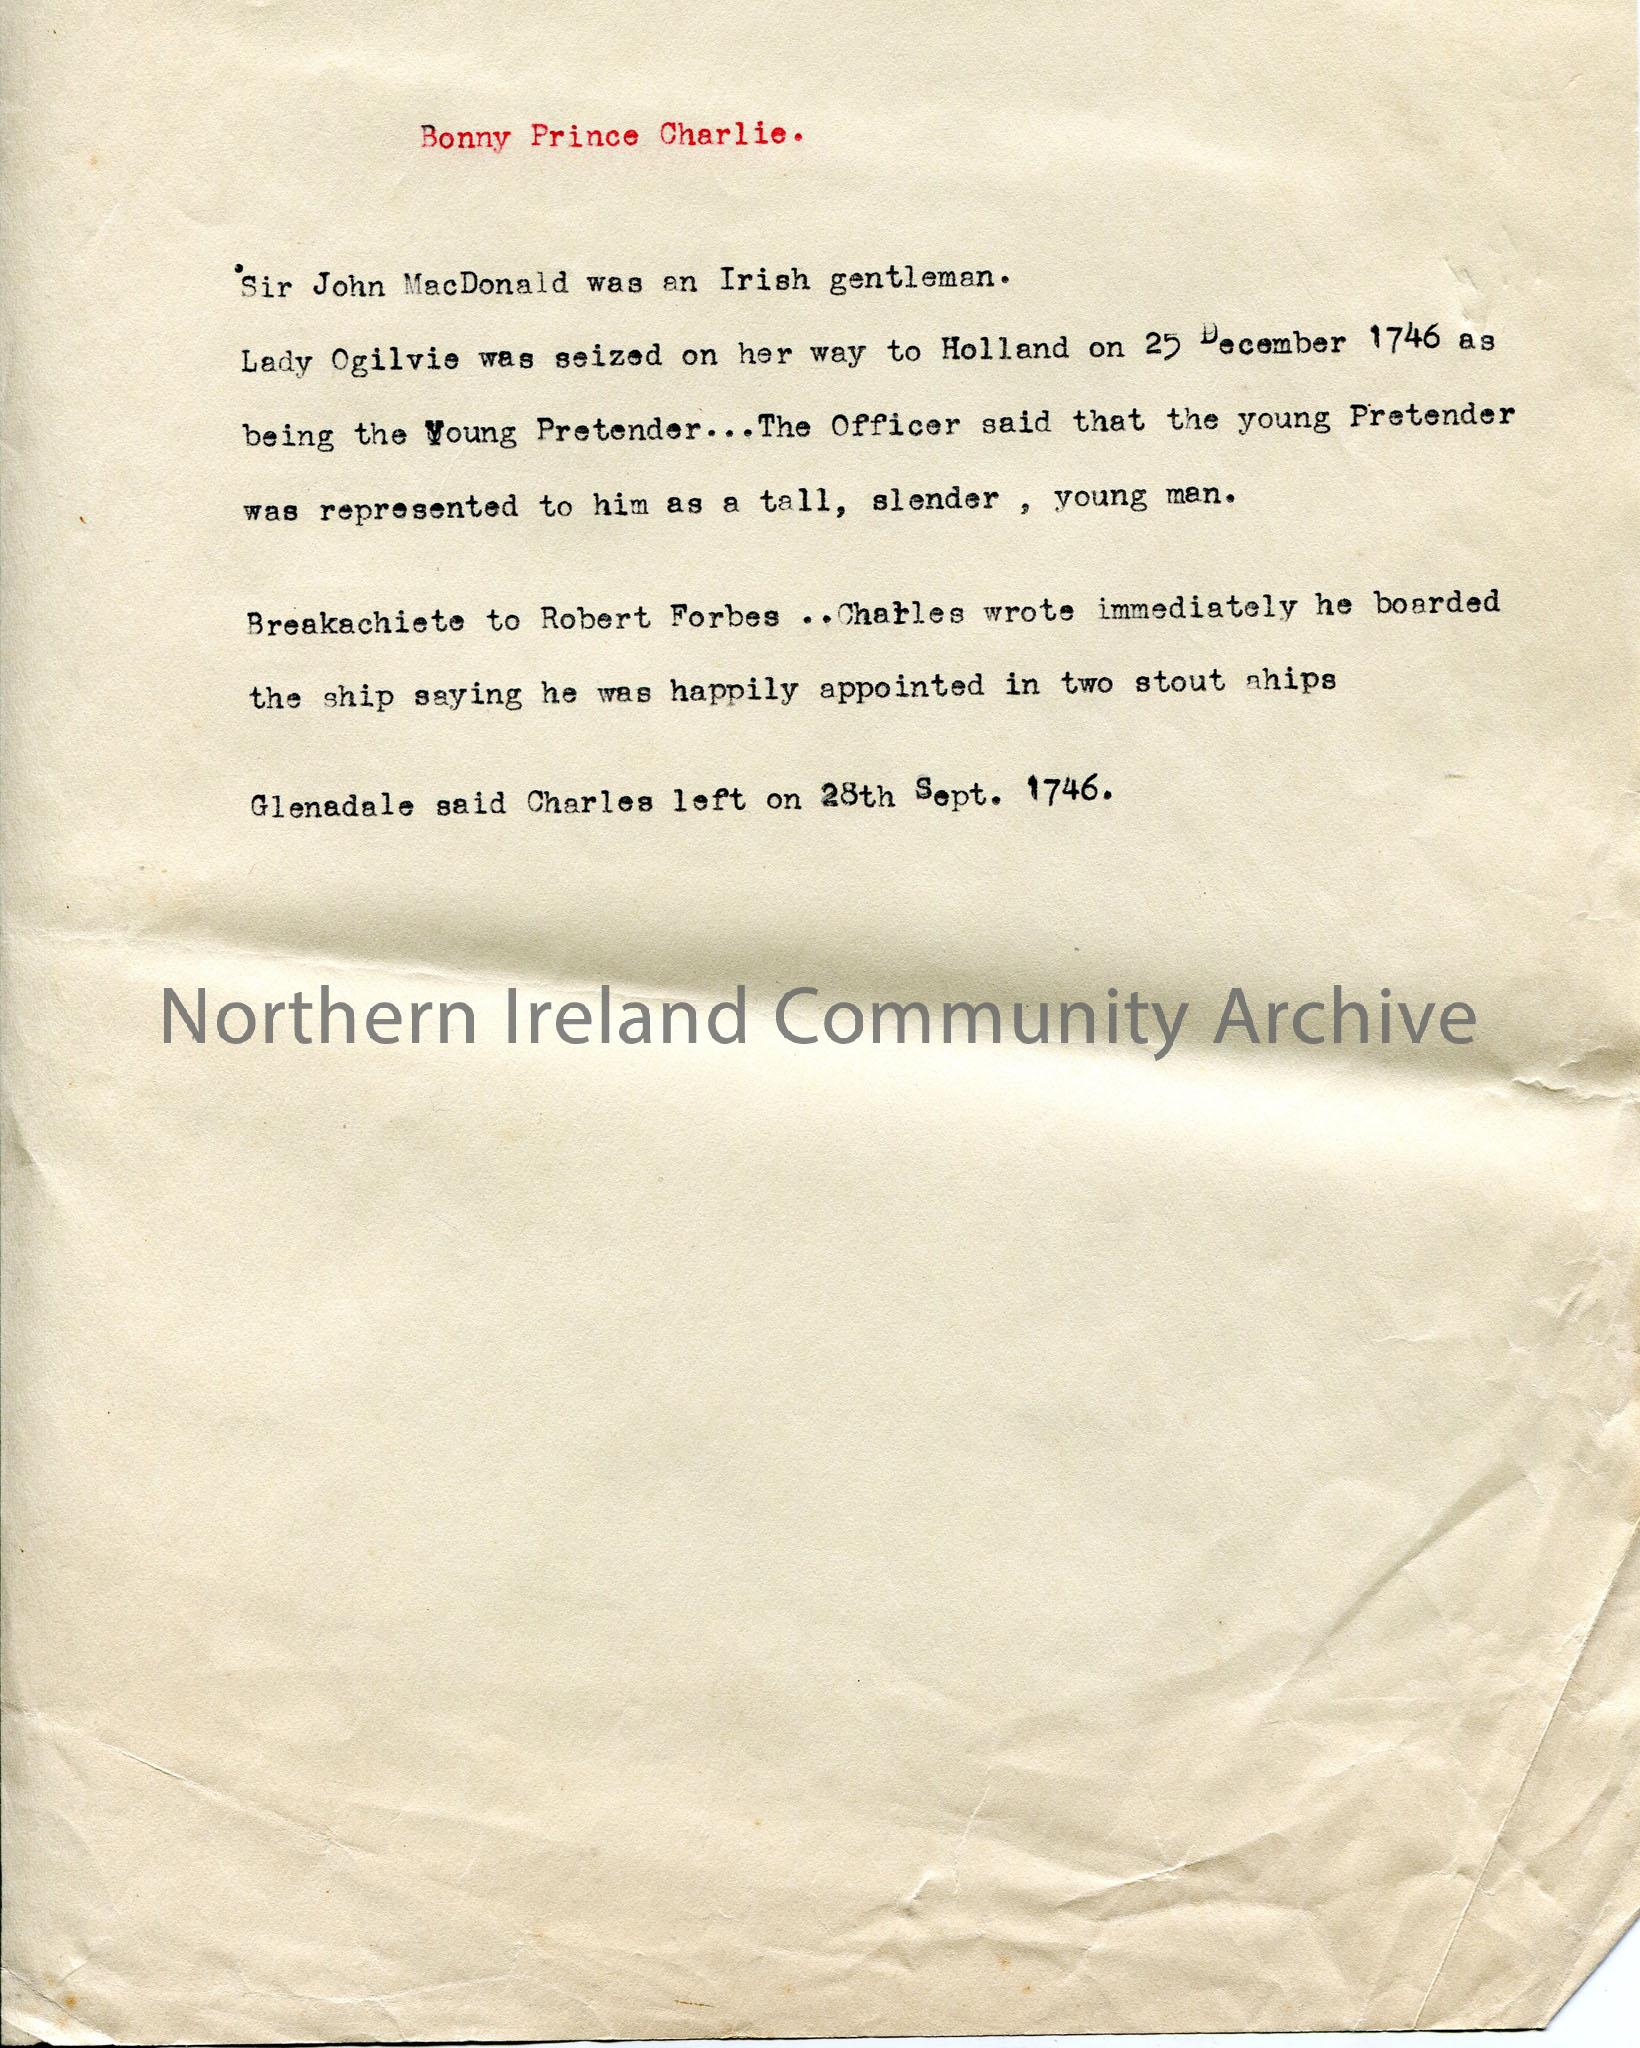 Bonny Prince Charlie.
Sir John MacDonald was an Irish gentleman.
Lady Ogilvie was seized on her way to Holland on 25 December 1746 as
being the Young Pretender...The Officer said that the young Pretender
was represented to him as a tall, slender , young man.
Breakachiete to Robert Forbes ..Charles wrote immediately he boarded
the ship saying he was happily appointed in two stout ahips
Glenadale said Charles left on 28th Sept. 1746.
Northern Ireland Community Archive